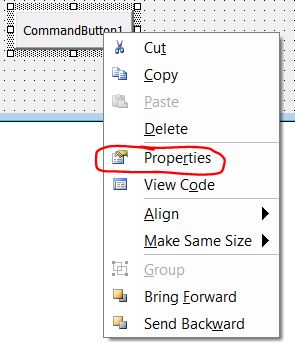 CommandButton1
Cut
Copy
Paste
Delete
Properties
View Code
Align
Make Same Size
Group
Bring Forward
Send Backward